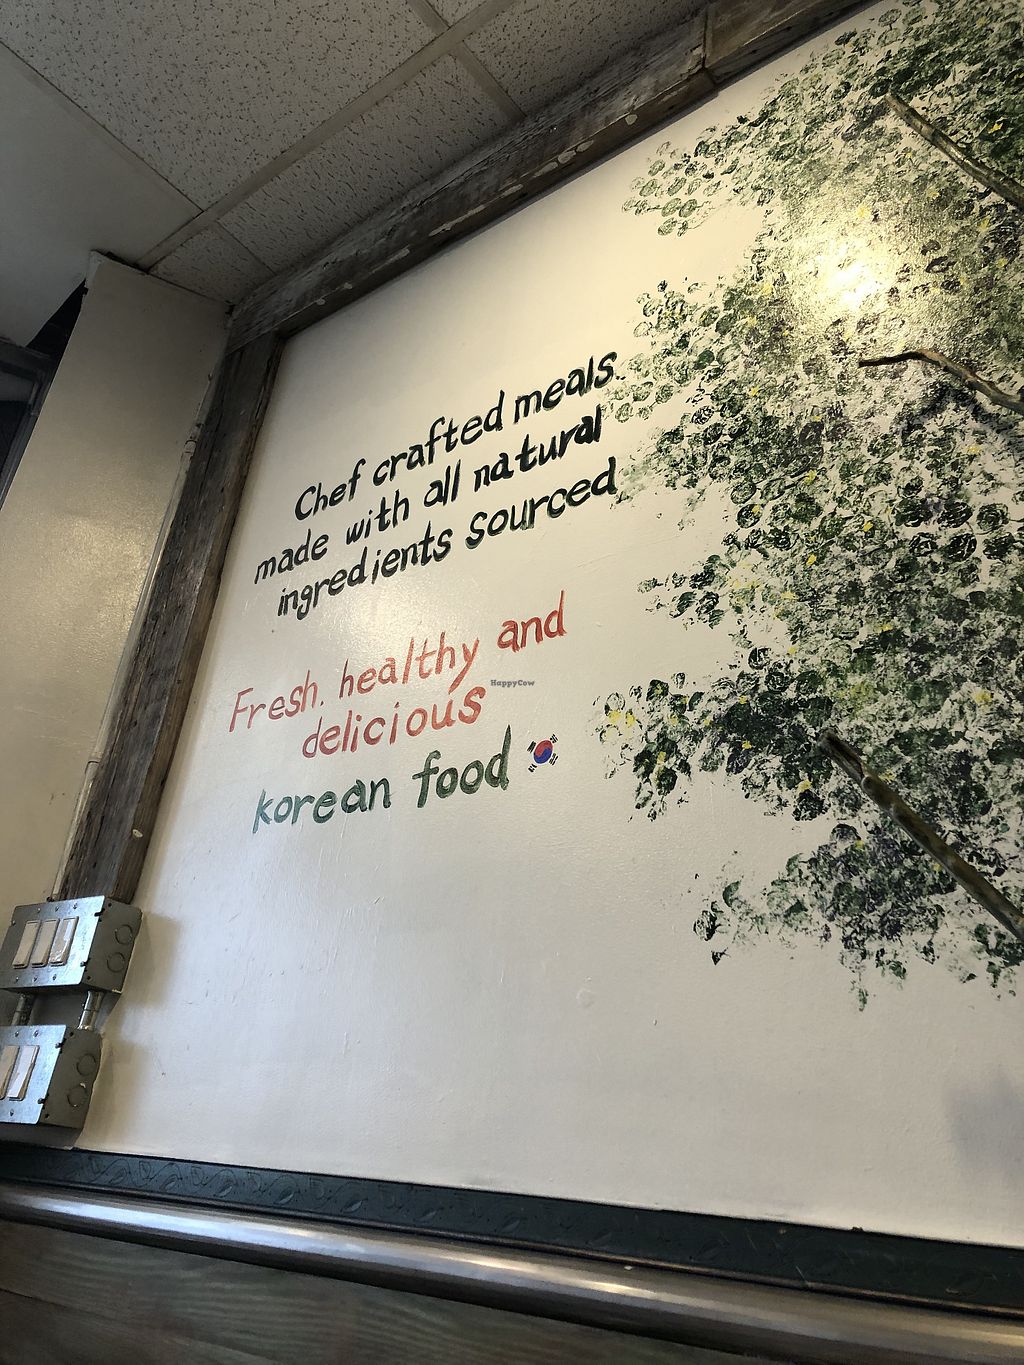 Chef crafted meals.
made with all natural
ingredients sourced
Fresh. healthy and
delicious
korean food
HappyCow